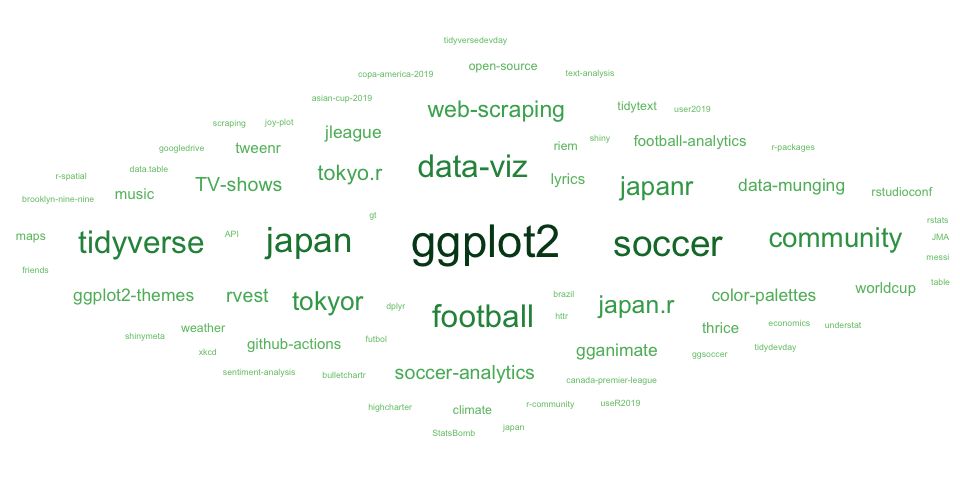 tidyversedevday
open-source
copa-america-2019
text-analysis
asian-cup-2019
web-scraping
tidytext
user2019
scraping
joy-plot
jleague
shiny
football-analytics
googledrive
tweenr
riem
r-packages
r-spatial
data.table
TV-shows
tokyo.r
data-viz
lyrics
japanr
data-munging
rstudioconf
brooklyn-nine-nine
music
gt
maps
tidyverse
API
japan
ggplot2
soccer
community
rstats
JMA
messi
friends
ggplot2-themes
rvest
tokyor
dplyr
football
brazil
httr
japan.r
color-palettes
worldcup
table
shinymeta
weather
xkcd
github-actions
futbol
gganimate
thrice
economics
understat
ggsoccer
tidydevday
sentiment-analysis
bulletchartr
soccer-analytics
canada-premier-league
highcharter
climate
r-community
useR2019
StatsBomb
japan